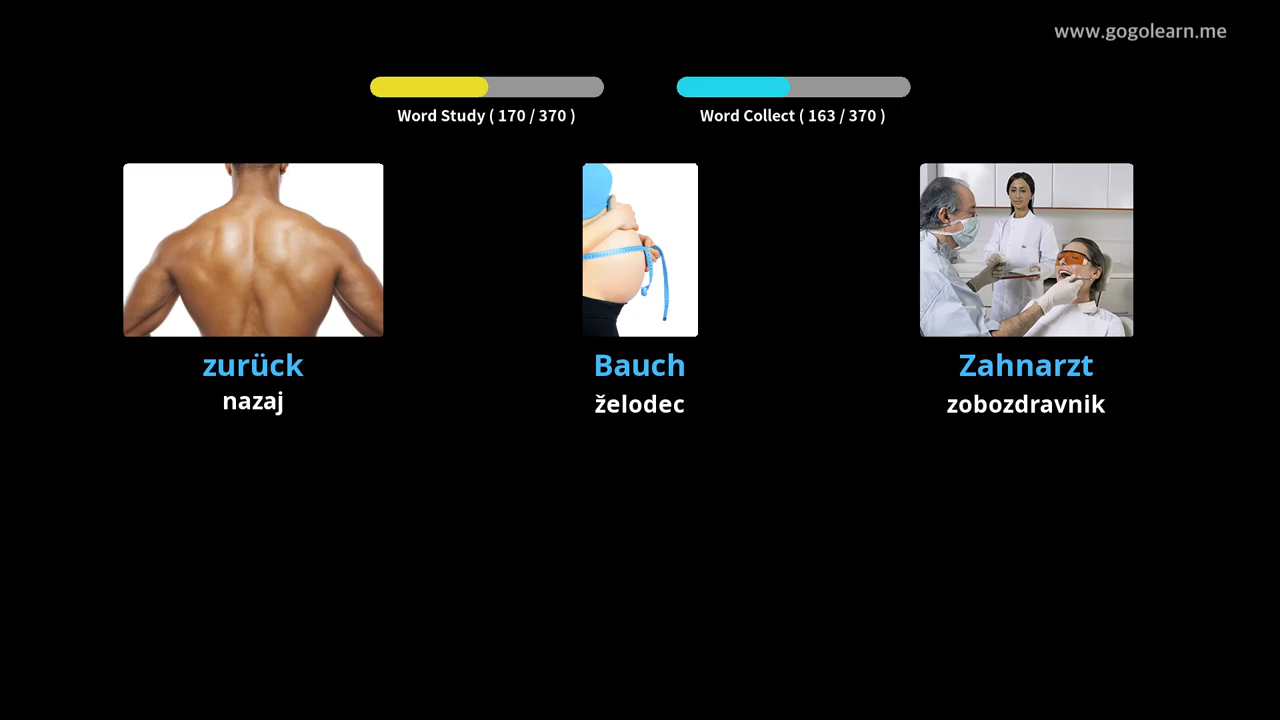 www.gogolearn.me
Word Study ( 170 / 370 )
Word Collect ( 163 / 370 )
zurück
nazaj
Bauch
želodec
Zahnarzt
zobozdravnik